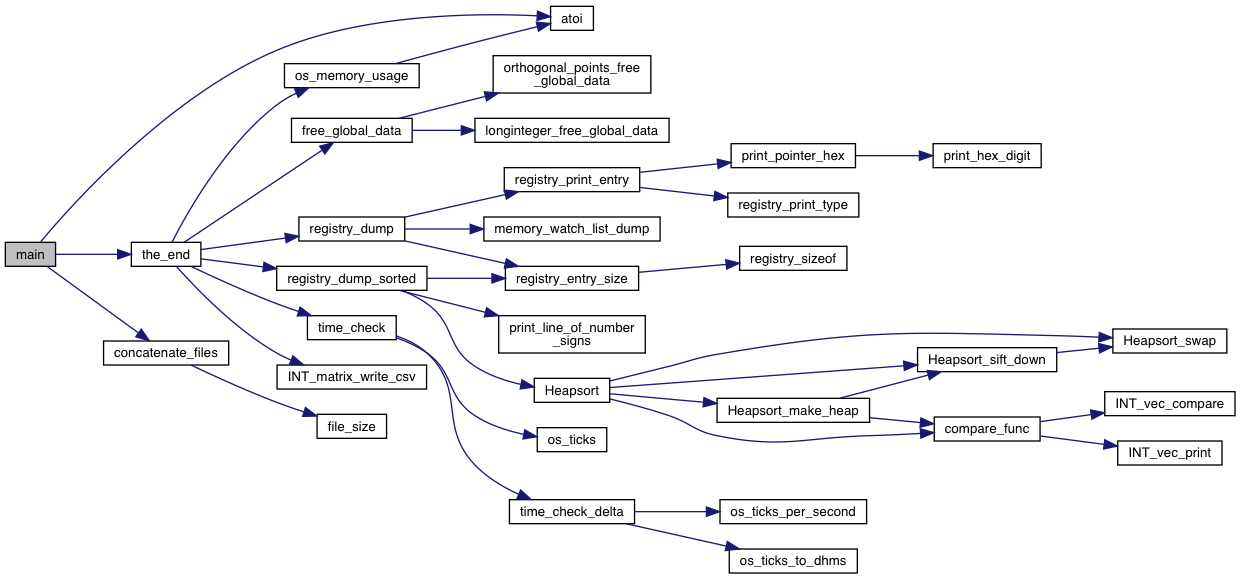 atoi
os_memory_usage
orthogonal_points_free
_global_data
free_global_data
longinteger_free_global_data
print_pointer_hex
print_hex_digit
registry_print_entry
registry_print_type
registry_dump
memory_watch_list_dump
main
the_end
registry_sizeof
registry_dump_sorted
registry_entry_size
time_check
print_line_of_number
_signs
Heapsort_swap
concatenate_files
Heapsort_sift_down
INT_matrix_write_csv
Heapsort
Heapsort_make_heap
INT_vec_compare
file_size
compare_func
os_ticks
INT_vec_print
time_check_delta
os_ticks_per_second
os_ticks_to_dhms